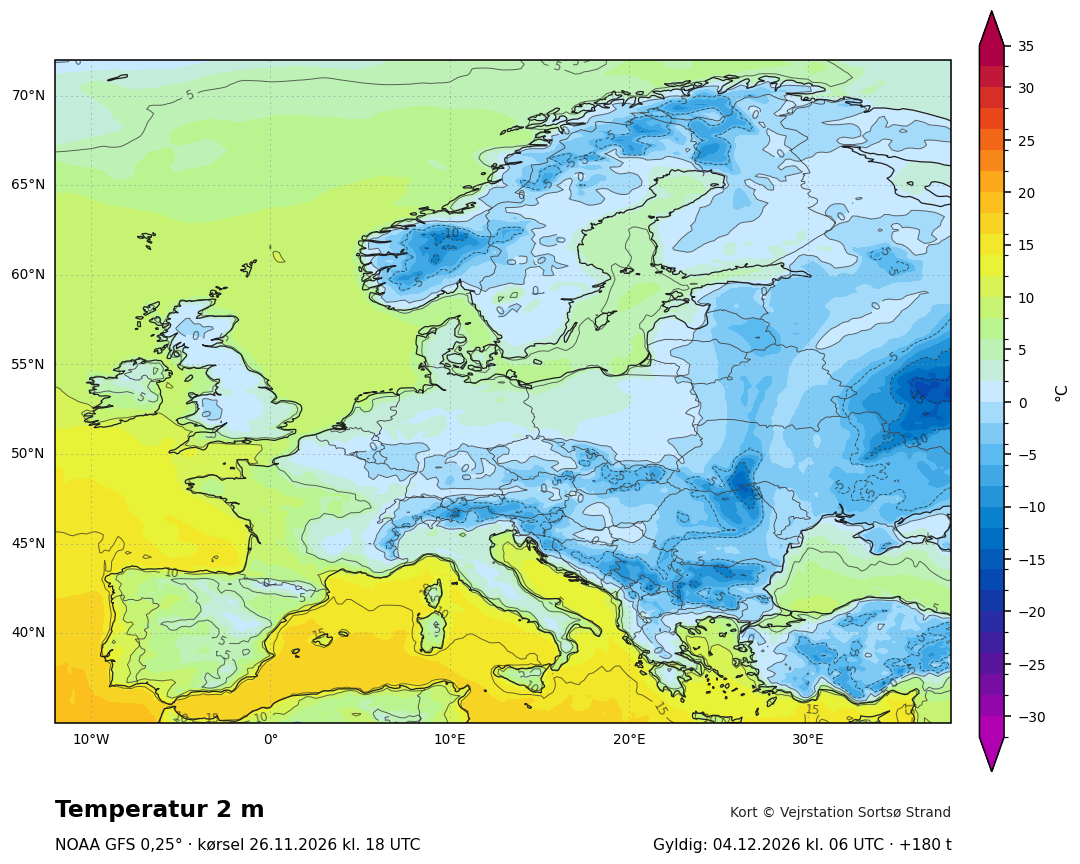 35
30
25
20
15
10
5
0
−5
−10
−15
−20
−25
−30
°C
70°N
65°N
60°N
55°N
50°N
45°N
40°N
10°W 0° 10°E 20°E 30°E
Temperatur 2 m
Kort © Vejrstation Sortsø Strand
NOAA GFS 0,25° · kørsel 26.11.2026 kl. 18 UTC
Gyldig: 04.12.2026 kl. 06 UTC · +180 t